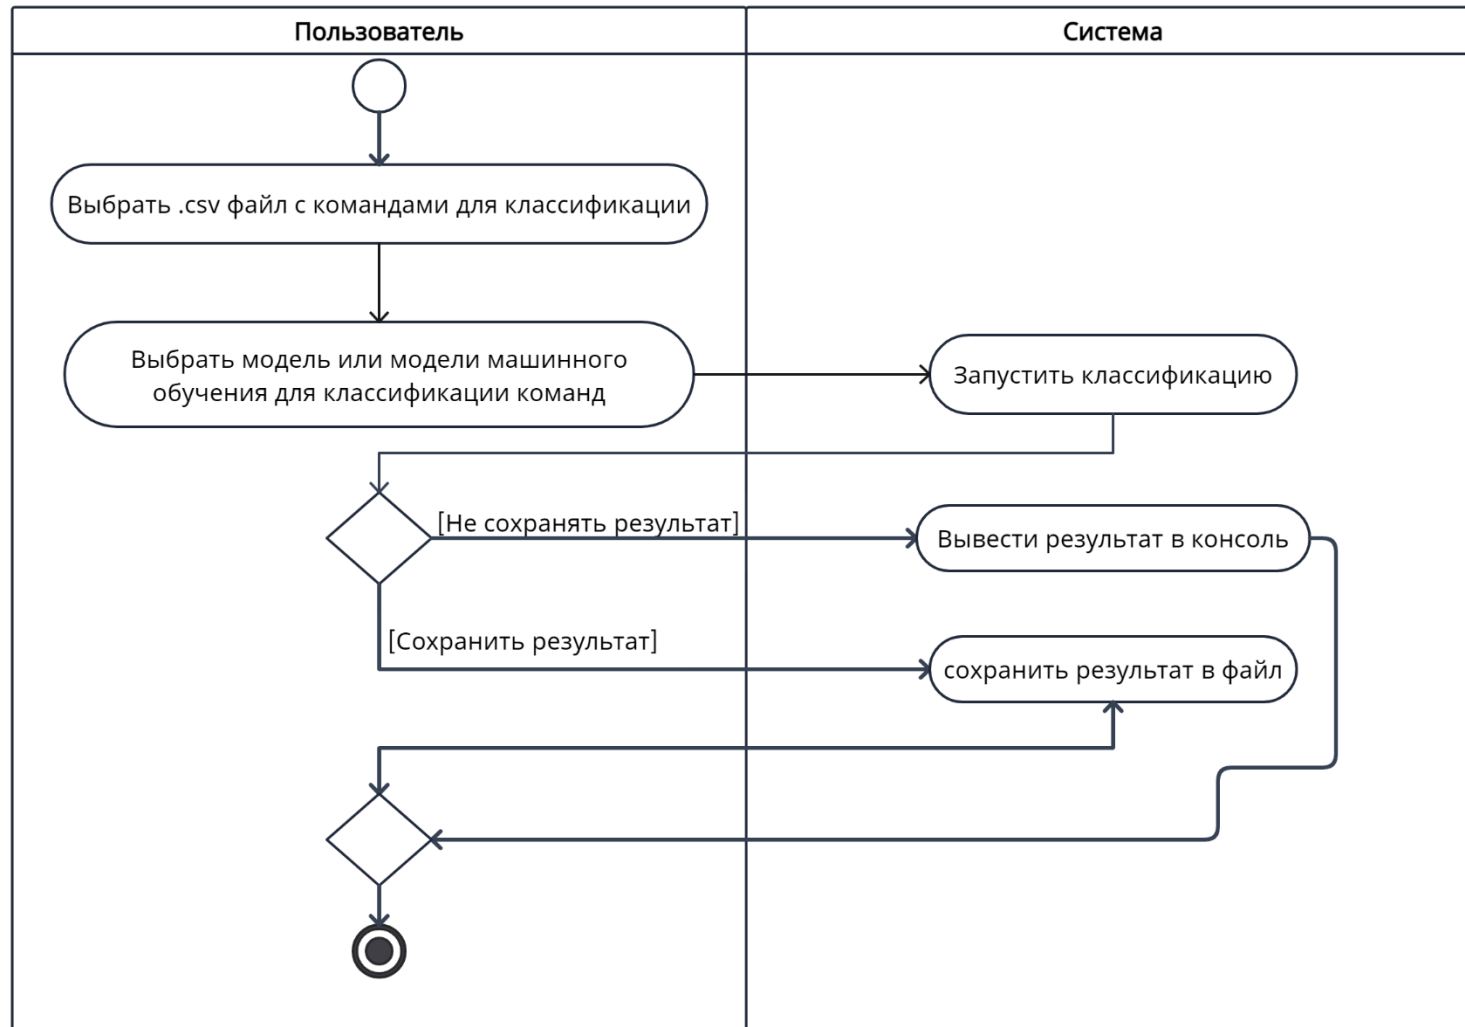 Пользователь
Система
Выбрать .csv файл с командами для классификации
Выбрать модель или модели машинного
обучения для классификации команд
Запустить классификацию
[Не сохранять результат]
Вывести результат в консоль
[Сохранить результат]
сохранить результат в файл